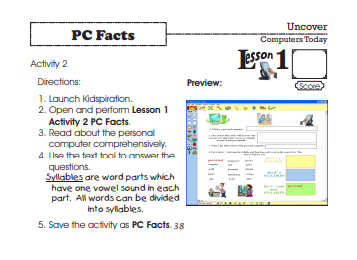 PC Facts
Uncover
Computers Today
Lesson 1
Score
Activity 2
Directions:
Preview:
1. Launch Kidspiration.
2. Open and perform Lesson 1
Activity 2 PC Facts.
3. Read about the personal
computer comprehensively.
4. Use the text tool to answer the
questions.
Syllables are word parts which
have one vowel sound in each
part. All words can be divided
into syllables.
5. Save the activity as PC Facts. 38